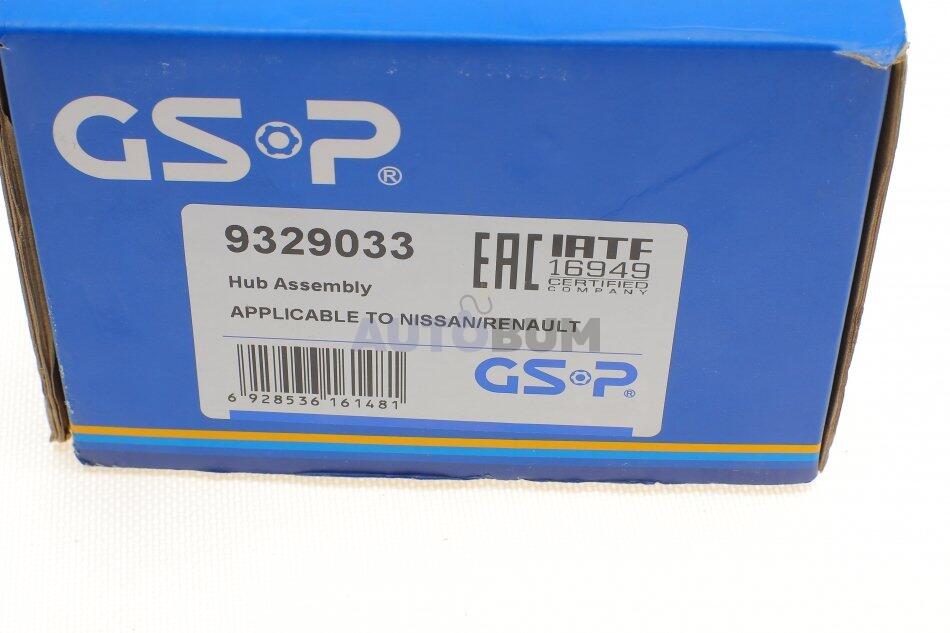 GSP®
9329033
EAC
IATF
16949
CERTIFIED
COMPANY
Hub Assembly
APPLICABLE TO NISSAN/RENAULT
AUTOBUM
GSP®
6 928536 161481